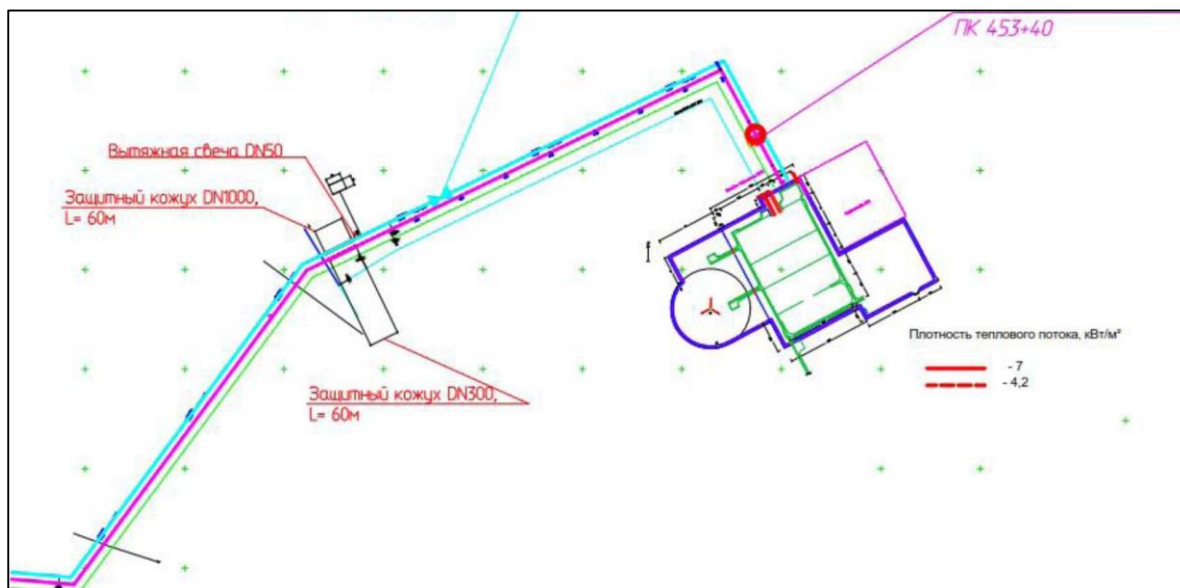 ПК 453+40
Вытяжная свеча DN50
Защитный кожух DN1000,
L= 60м
Защитный кожух DN300,
L= 60м
Плотность теплового потока, кВт/м²
- 7
- 4,2